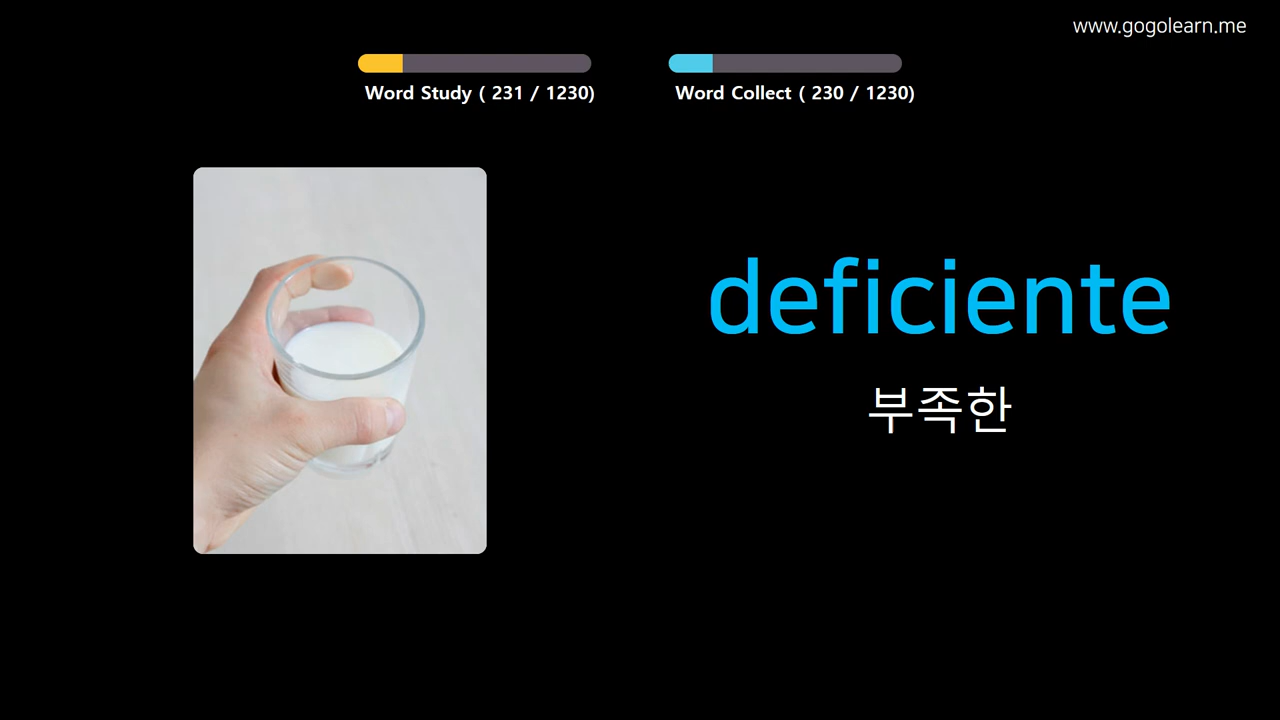 www.gogolearn.me
Word Study ( 231 / 1230)
Word Collect ( 230 / 1230)
deficiente
부족한